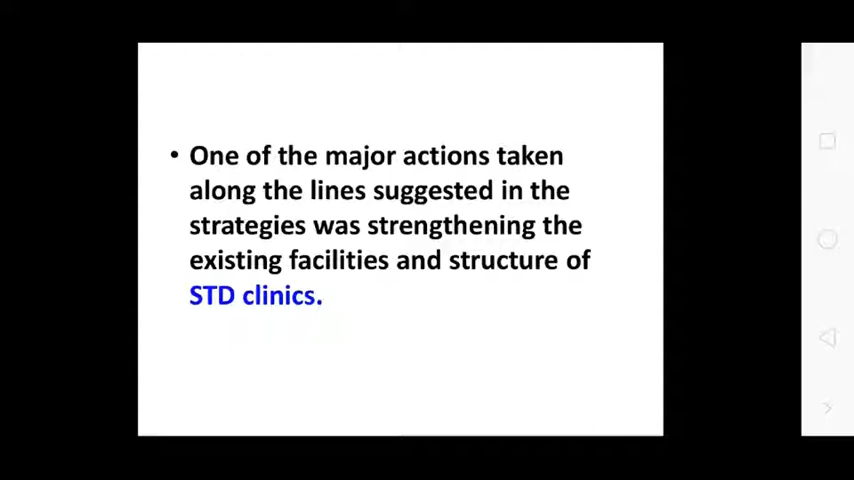 • One of the major actions taken
along the lines suggested in the
strategies was strengthening the
existing facilities and structure of
STD clinics.